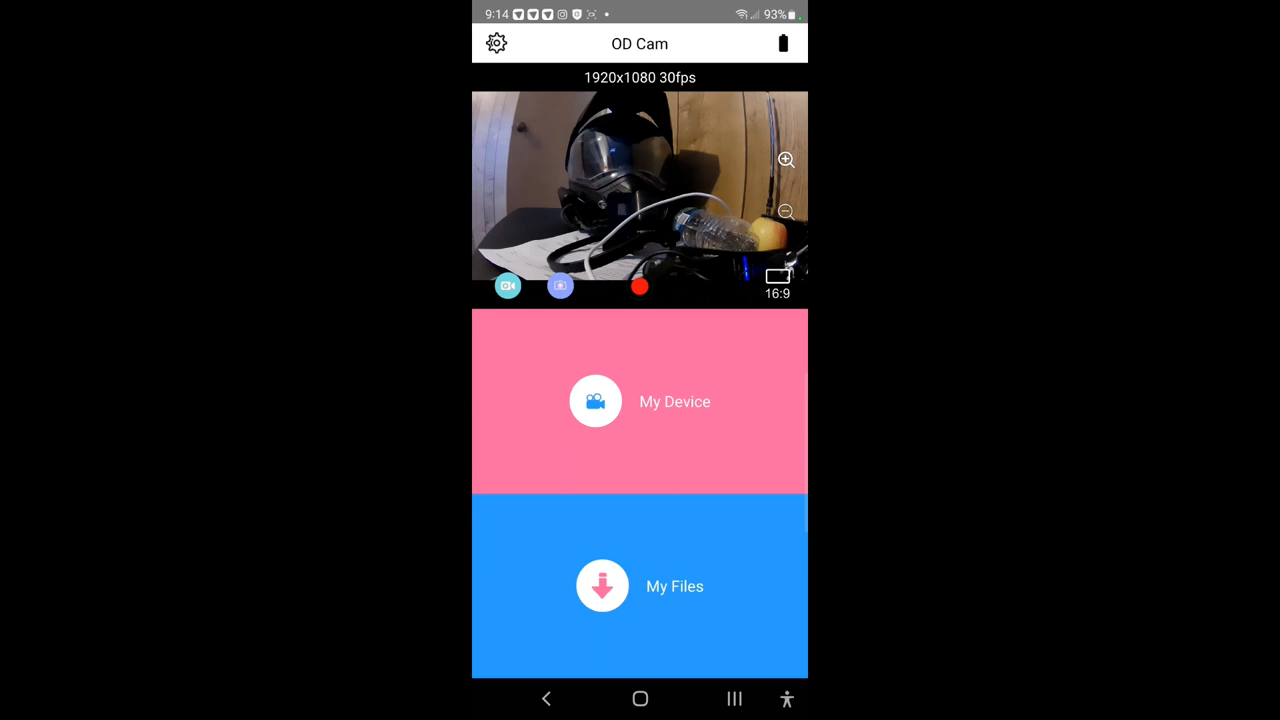 9:14 93%
OD Cam
1920x1080 30fps
16:9
My Device
My Files